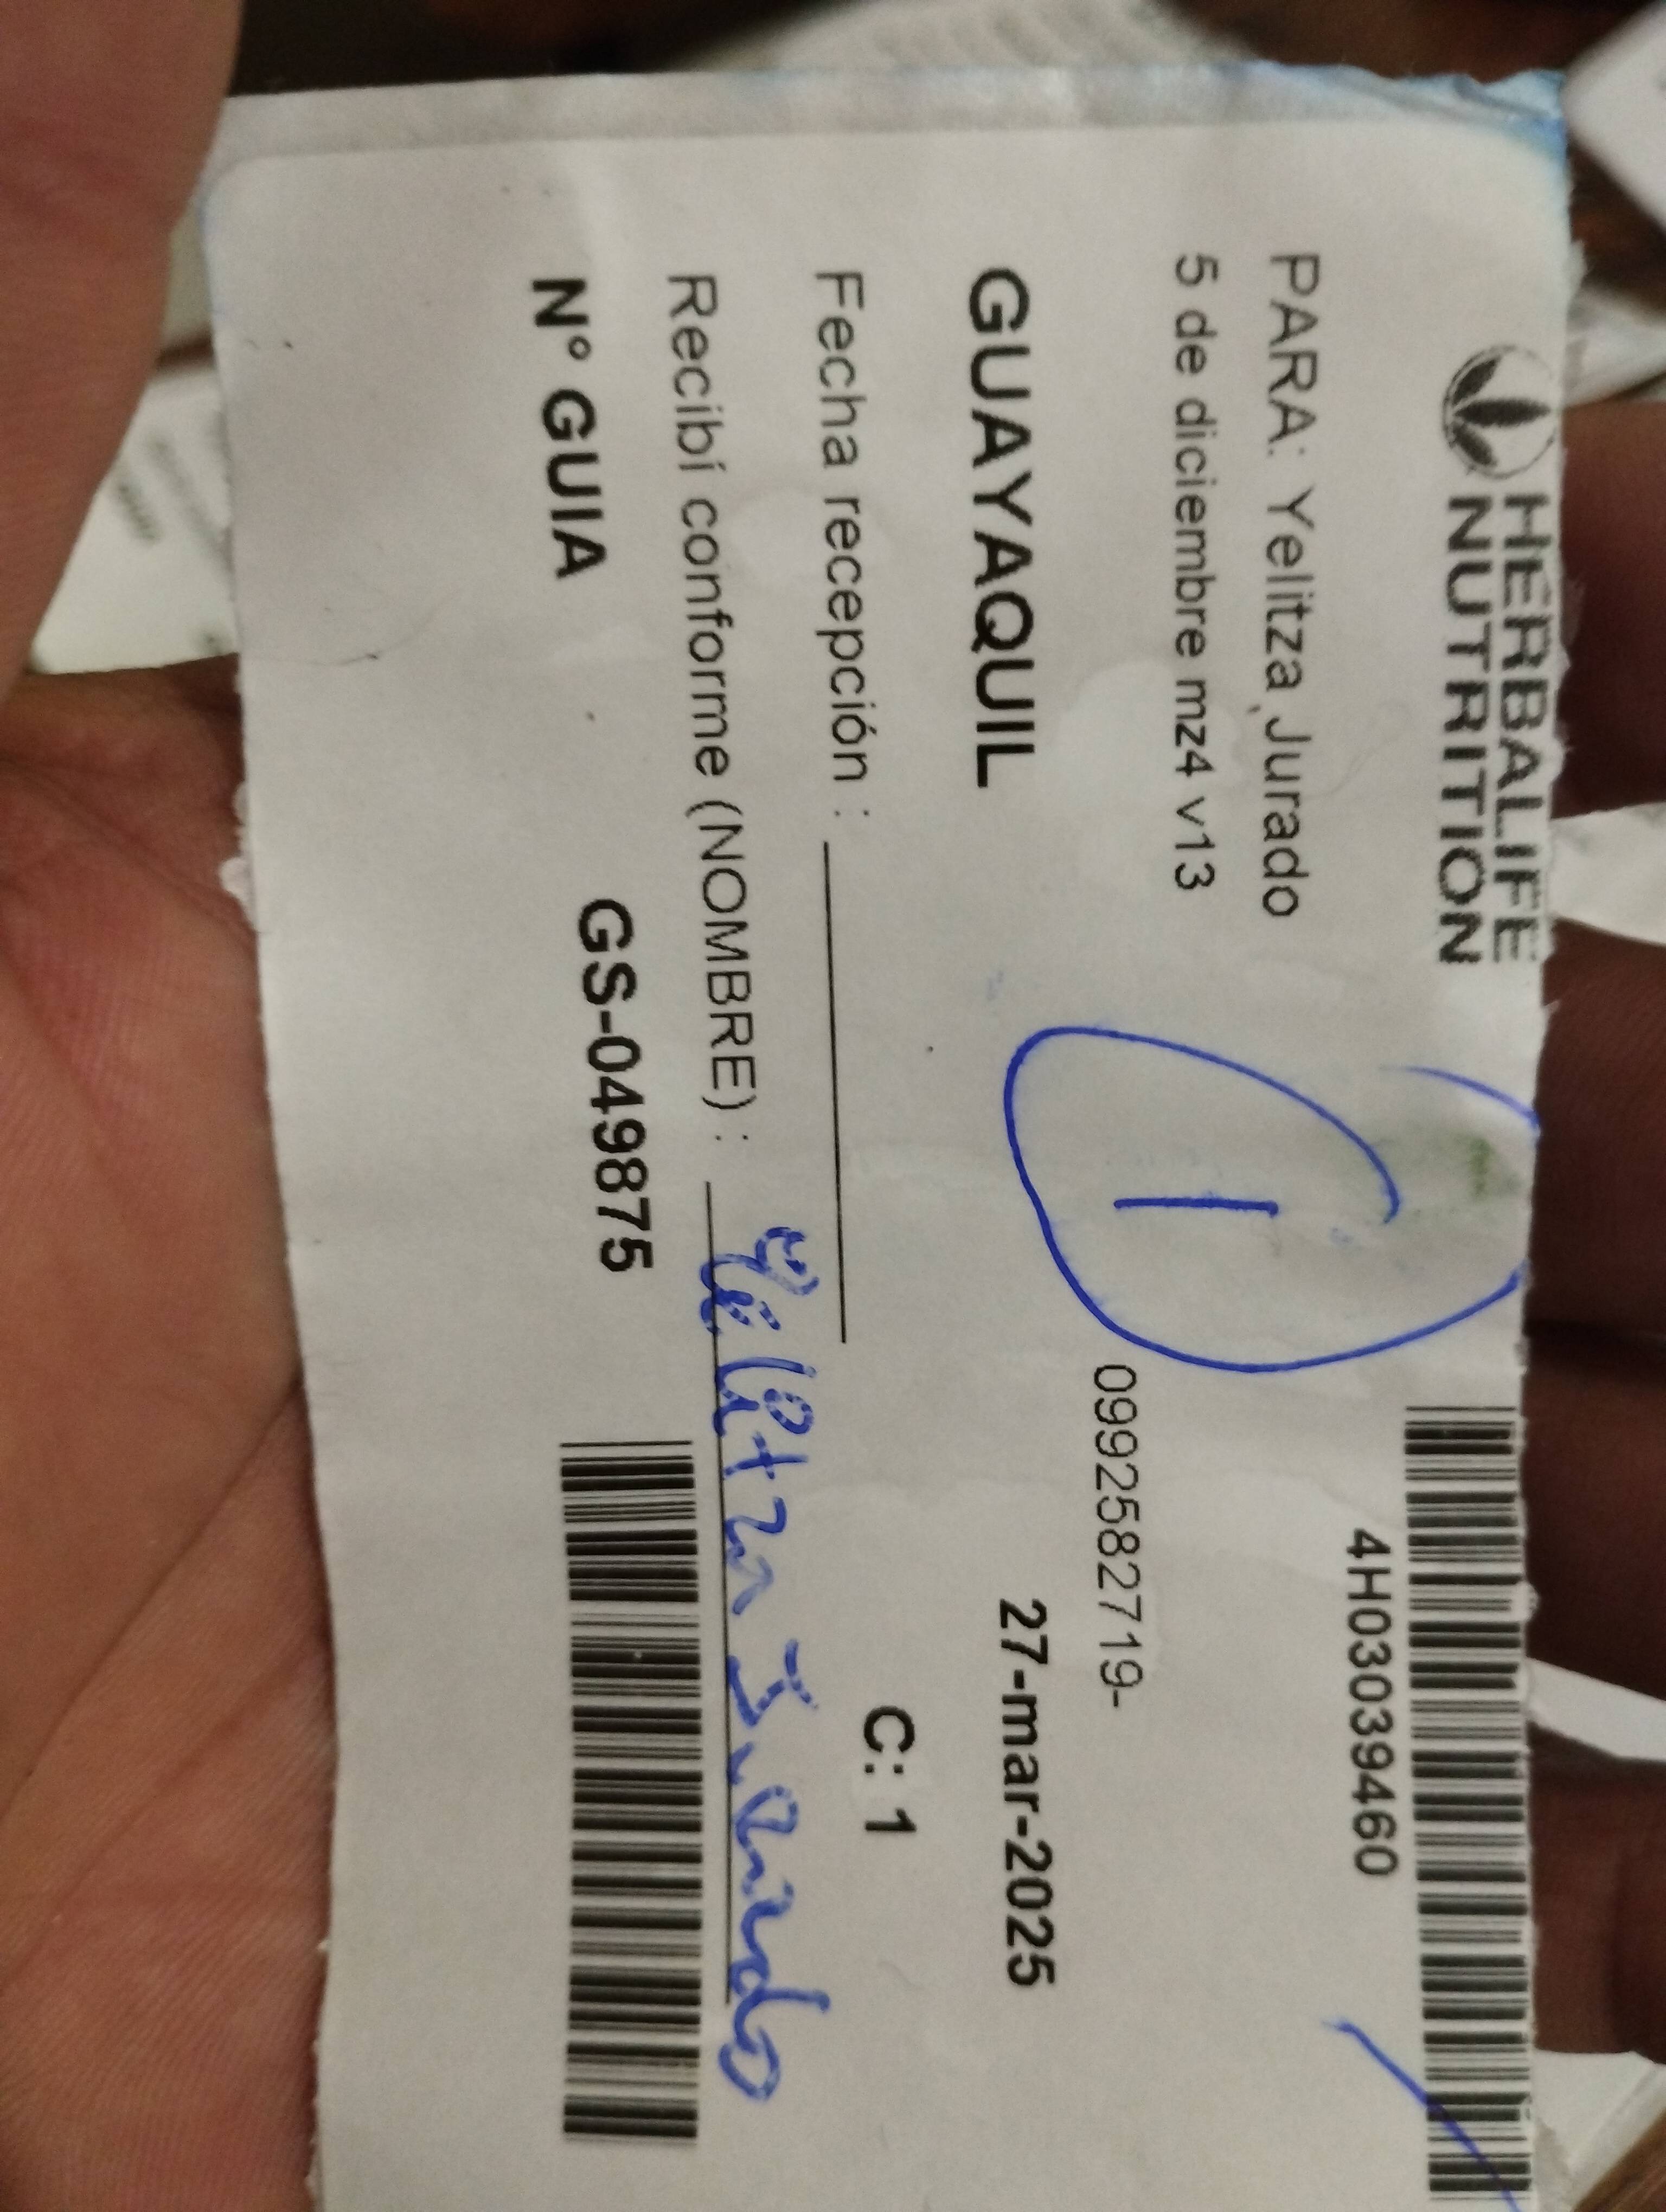 HERBALIFE
NUTRITION
4H03039460
PARA: Yelitza Jurado
5 de diciembre mz4 v13
1
0992582719-
GUAYAQUIL
27-mar-2025
Fecha recepción :
C: 1
Recibí conforme (NOMBRE) : Yelitza Jurado
N° GUIA
GS-049875